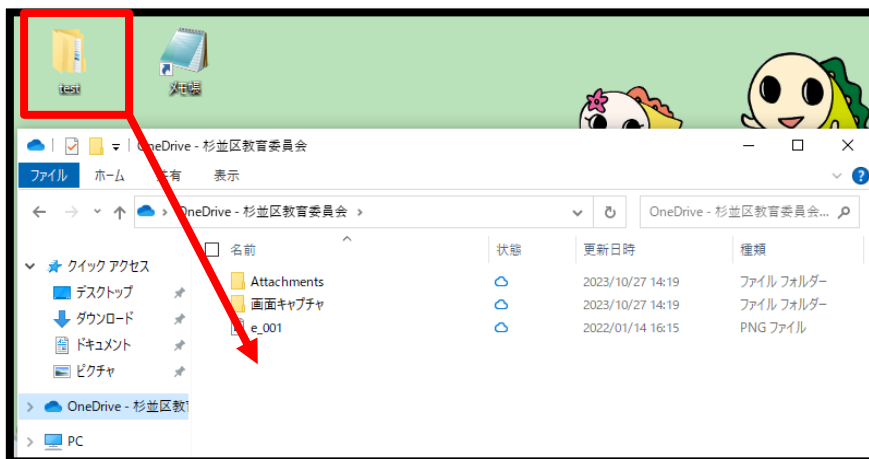 test
メモ帳
OneDrive - 杉並区教育委員会
ファイル ホーム 共有 表示
OneDrive - 杉並区教育委員会
OneDrive - 杉並区教育委員会...
名前 状態 更新日時 種類
クイック アクセス
デスクトップ
ダウンロード
ドキュメント
ピクチャ
OneDrive - 杉並区教
PC
Attachments 2023/10/27 14:19 ファイル フォルダー
画面キャプチャ 2023/10/27 14:19 ファイル フォルダー
e_001 2022/01/14 16:15 PNG ファイル